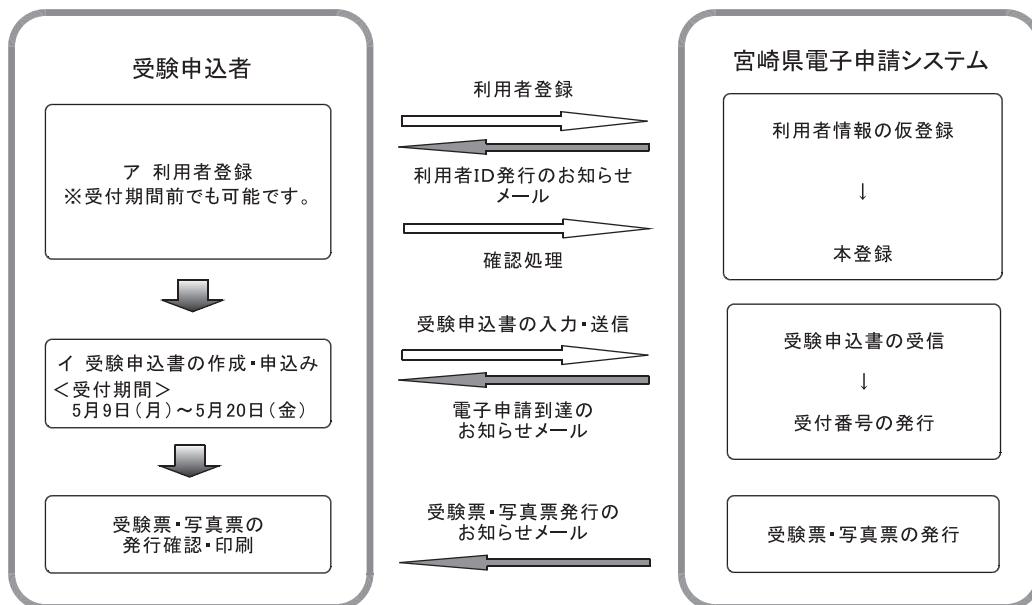 受験申込者
ア 利用者登録
※受付期間前でも可能です。
イ 受験申込書の作成・申込み
＜受付期間＞
5月9日(月)～5月20日(金)
受験票・写真票の
発行確認・印刷
利用者登録
利用者ID発行のお知らせ
メール
確認処理
受験申込書の入力・送信
電子申請到達の
お知らせメール
受験票・写真票発行の
お知らせメール
宮崎県電子申請システム
利用者情報の仮登録
↓
本登録
受験申込書の受信
↓
受付番号の発行
受験票・写真票の発行